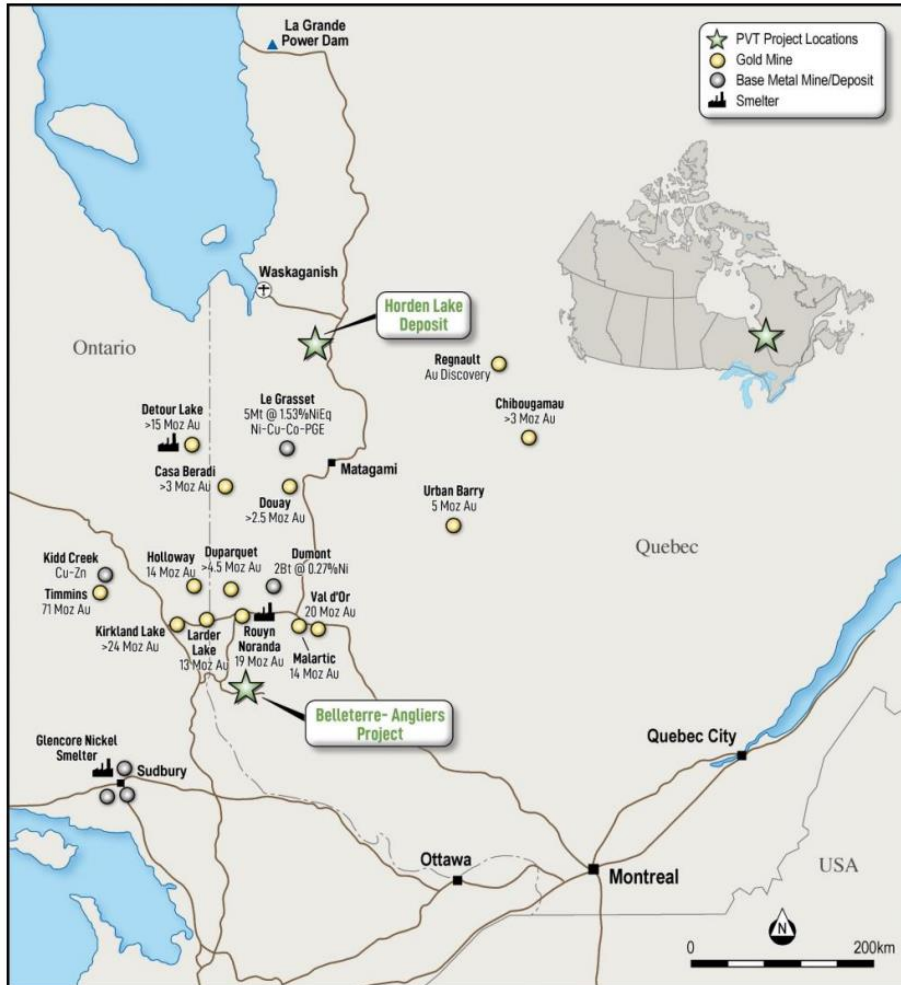 La Grande
Power Dam
PVT Project Locations
Gold Mine
Base Metal Mine/Deposit
Smelter
Waskaganish
Horden Lake
Deposit
Ontario
Regnault
Au Discovery
Le Grasset
5Mt @ 1.53%NiEq
Ni-Cu-Co-PGE
Detour Lake
>15 Moz Au
Chibougamau
>3 Moz Au
Matagami
Casa Beradi
>3 Moz Au
Douay
>2.5 Moz Au
Urban Barry
5 Moz Au
Quebec
Kidd Creek
Cu-Zn
Timmins
71 Moz Au
Holloway
14 Moz Au
Duparquet
>4.5 Moz Au
Dumont
2Bt @ 0.27%Ni
Val d'Or
20 Moz Au
Kirkland Lake
>24 Moz Au
Larder
Lake
13 Moz Au
Rouyn
Noranda
19 Moz Au
Malartic
14 Moz Au
Belleterre- Angliers
Project
Glencore Nickel
Smelter
Sudbury
Quebec City
Ottawa
Montreal
USA
N
0
200km